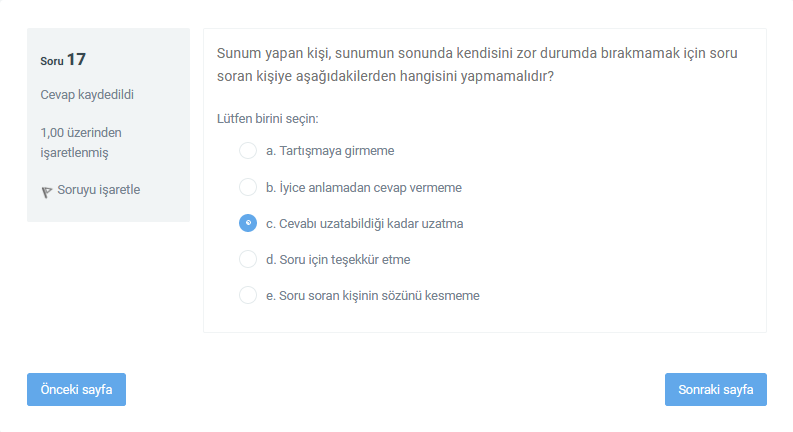 Soru 17
Cevap kaydedildi
1,00 üzerinden
işaretlenmiş
Soruyu işaretle
Sunum yapan kişi, sunumun sonunda kendisini zor durumda bırakmamak için soru
soran kişiye aşağıdakilerden hangisini yapmamalıdır?
Lütfen birini seçin:
a. Tartışmaya girmeme
b. İyice anlamadan cevap vermeme
c. Cevabı uzatabildiği kadar uzatma
d. Soru için teşekkür etme
e. Soru soran kişinin sözünü kesmeme
Önceki sayfa
Sonraki sayfa